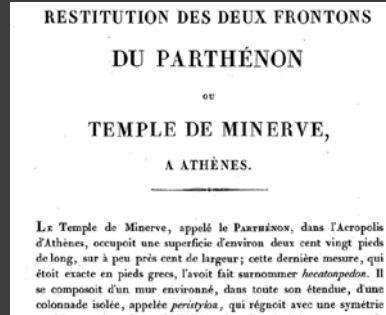 RESTITUTION DES DEUX FRONTONS
DU PARTHÉNON
OU
TEMPLE DE MINERVE,
A ATHÈNES.
LE Temple de Minerve, appelé le PARTHÉNON, dans l'Acropolis
d'Athènes, occupoit une superficie d'environ deux cent vingt pieds
de long, sur à peu près cent de largeur; cette dernière mesure, qui
étoit exacte en pieds grecs, l'avoit fait surnommer hecatonpedon. Il
se composoit d'un mur environné, dans toute son étendue, d'une
colonnade isolée, appelée peristyion, qui régnoit avec une symétrie